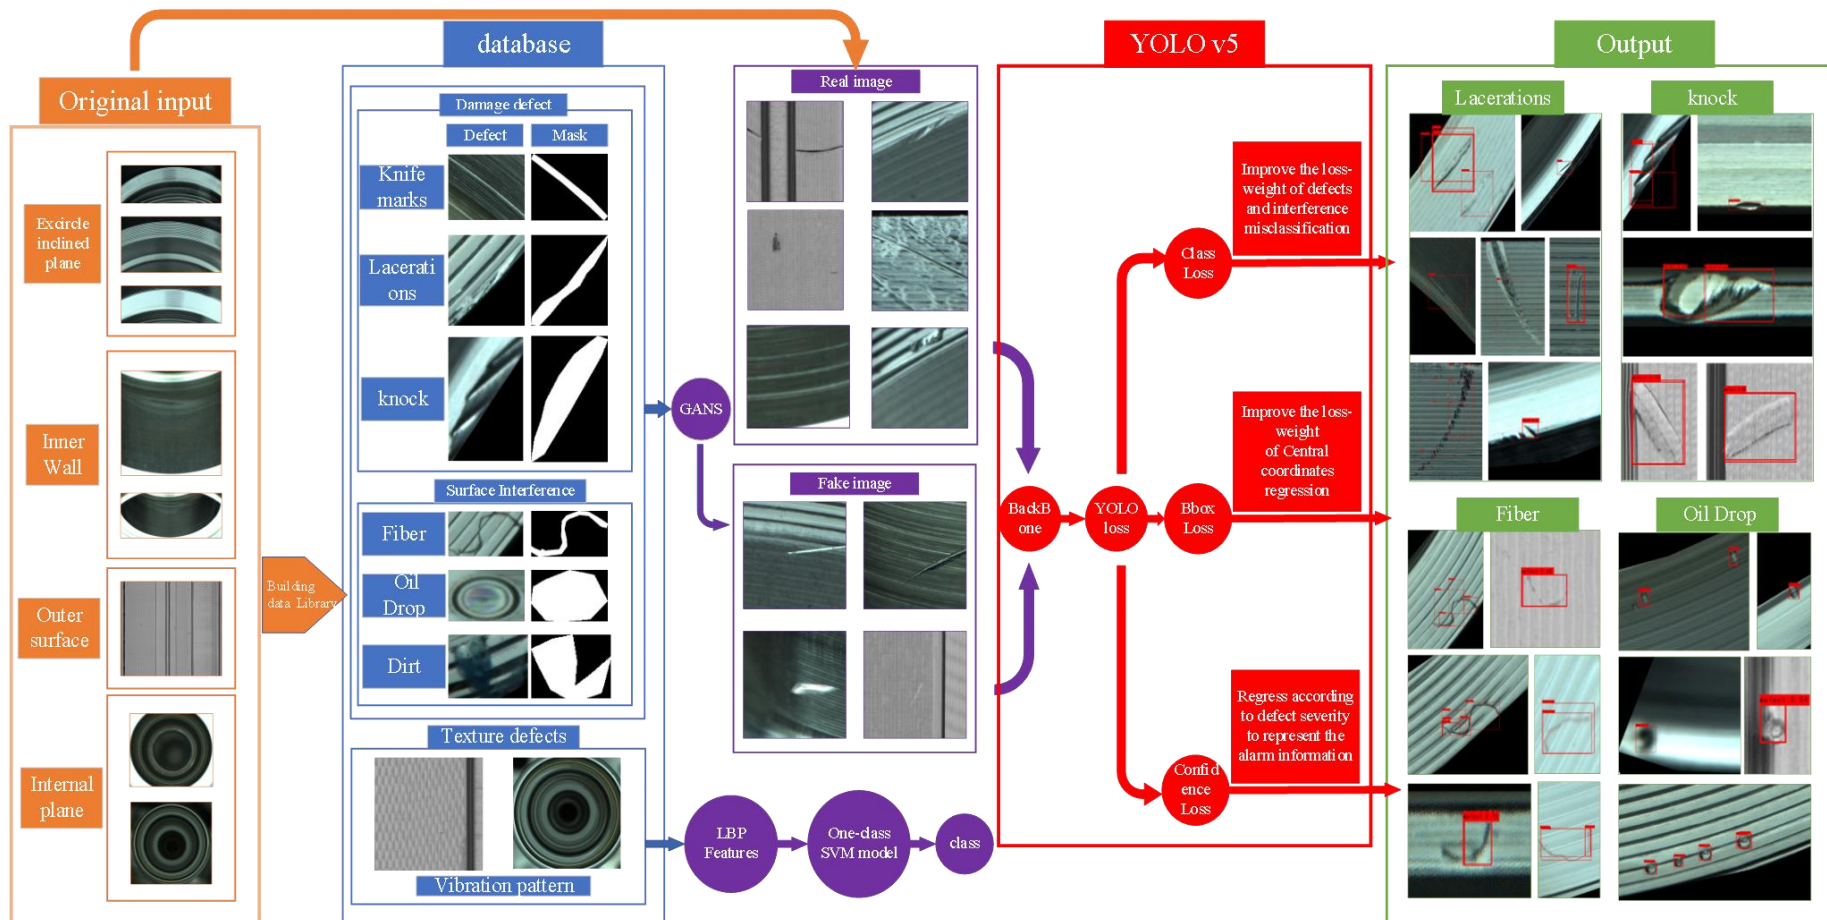 Original input
Excircle
inclined
plane
Inner
Wall
Outer
surface
Internal
plane
Building
data Library
database
Damage defect
Defect
Mask
Knife
marks
Lacerati
ons
knock
Surface Interference
Fiber
Oil
Drop
Dirt
Texture defects
Vibration pattern
GANS
LBP
Features
One-class
SVM model
class
Real image
Fake image
YOLO v5
BackB
one
YOLO
loss
Class
Loss
Bbox
Loss
Confid
ence
Loss
Improve the loss-
weight of defects
and interference
misclassification
Improve the loss-
weight
of Central
coordinates
regression
Regress according
to defect severity
to represent the
alarm information
Output
Lacerations
knock
Fiber
Oil Drop